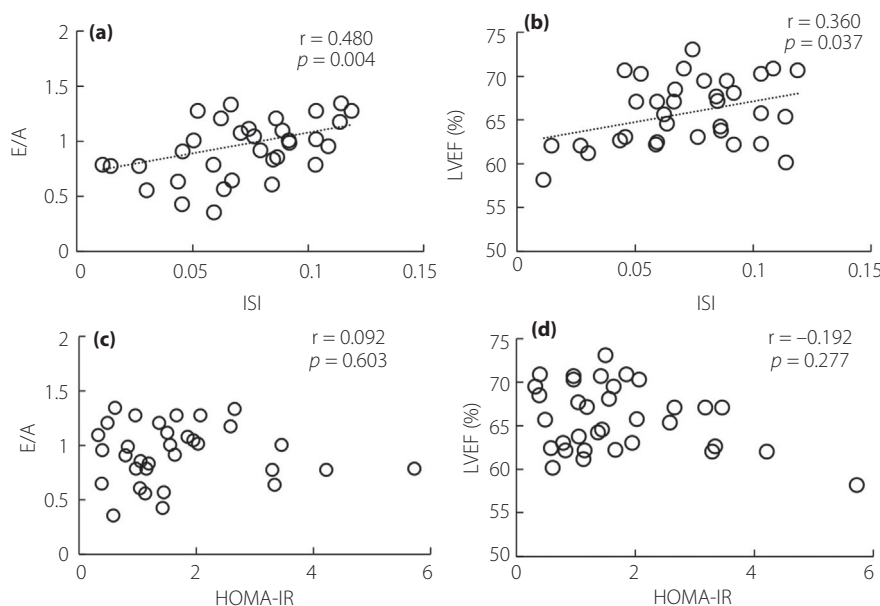 (a)
r = 0.480
p = 0.004
2
1.5
1
0.5
0
E/A
0
0.05
0.1
0.15
ISI
(b)
r = 0.360
p = 0.037
75
70
65
60
55
50
LVEF (%)
0
0.05
0.1
0.15
ISI
(c)
r = 0.092
p = 0.603
2
1.5
1
0.5
0
E/A
0
2
4
6
HOMA-IR
(d)
r = –0.192
p = 0.277
75
70
65
60
55
50
LVEF (%)
0
2
4
6
HOMA-IR